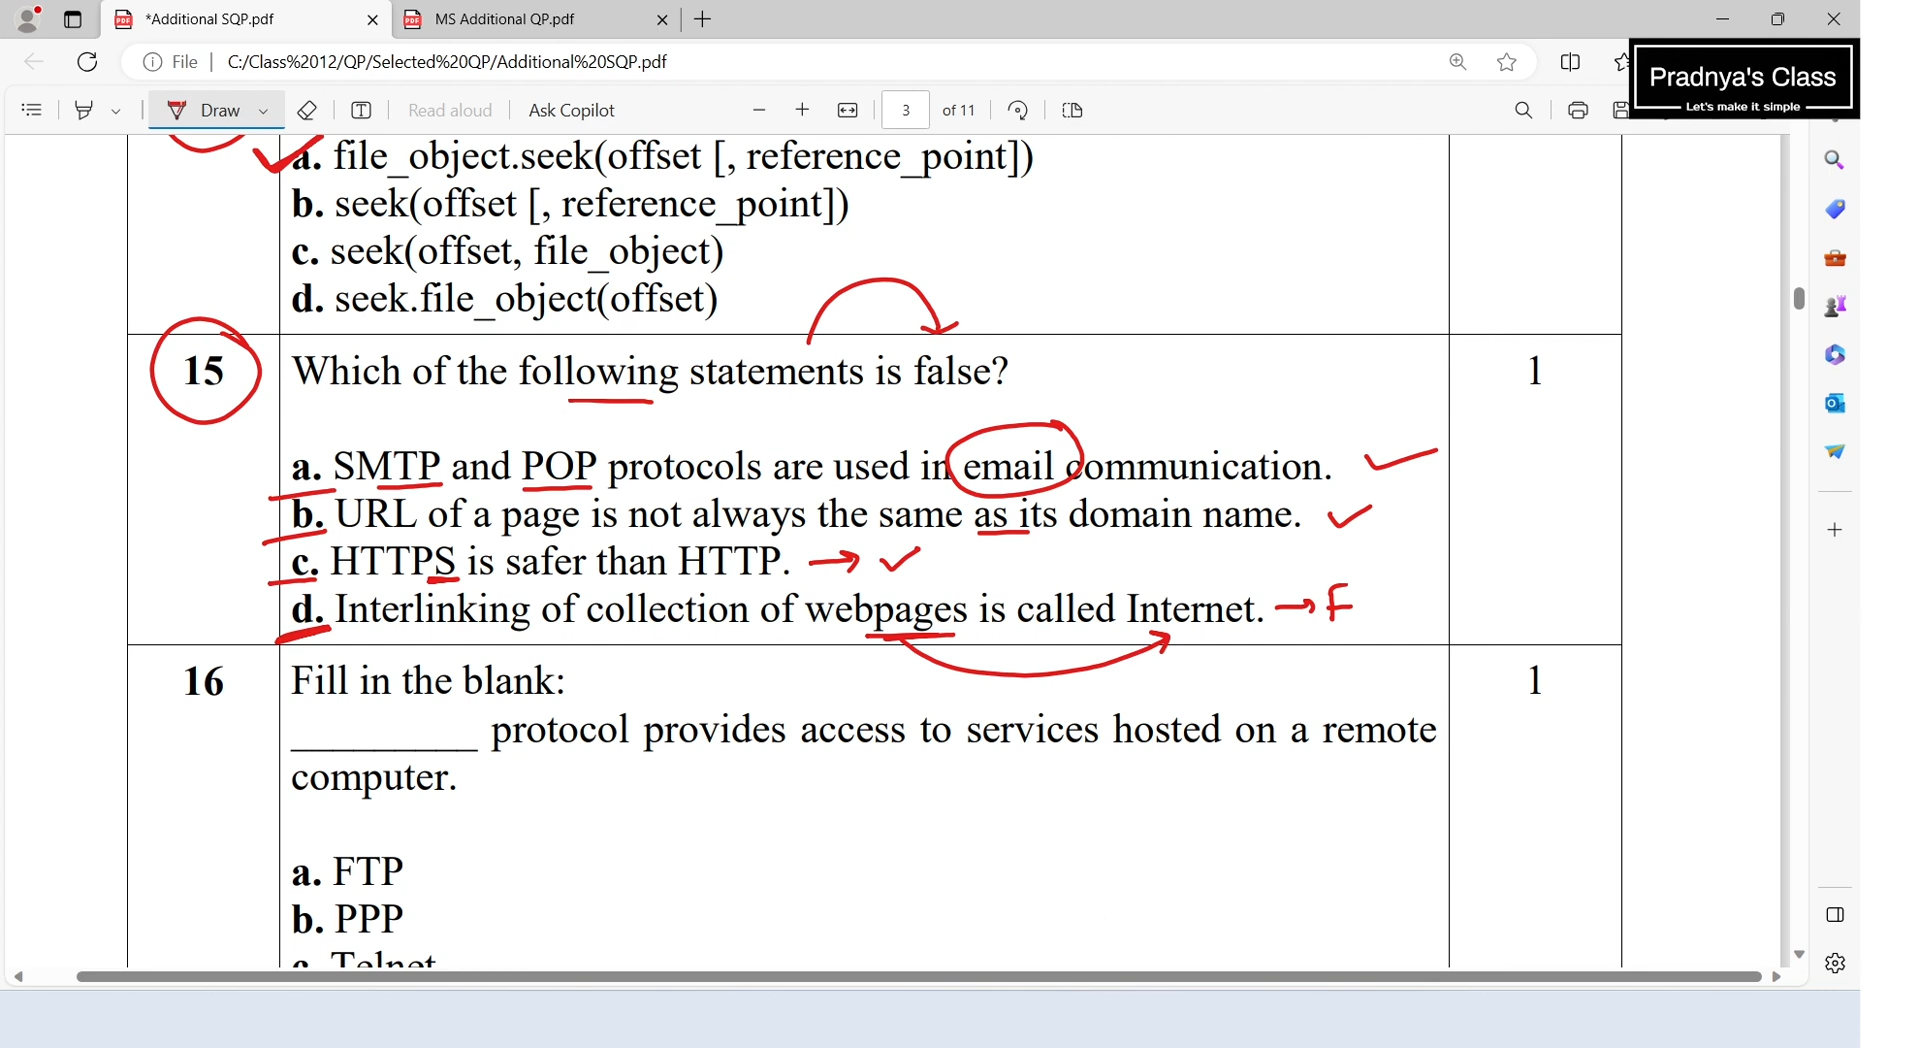 *Additional SQP.pdf
MS Additional QP.pdf
File
C:/Class%2012/QP/Selected%20QP/Additional%20SQP.pdf
Pradnya's Class
Let's make it simple
Draw
Read aloud
Ask Copilot
3 of 11
a. file_object.seek(offset [, reference_point])
b. seek(offset [, reference_point])
c. seek(offset, file_object)
d. seek.file_object(offset)
15 Which of the following statements is false? 1
a. SMTP and POP protocols are used in email communication.
b. URL of a page is not always the same as its domain name.
c. HTTPS is safer than HTTP.
d. Interlinking of collection of webpages is called Internet. → F
16 Fill in the blank: 1
_________ protocol provides access to services hosted on a remote
computer.
a. FTP
b. PPP
c. Telnet